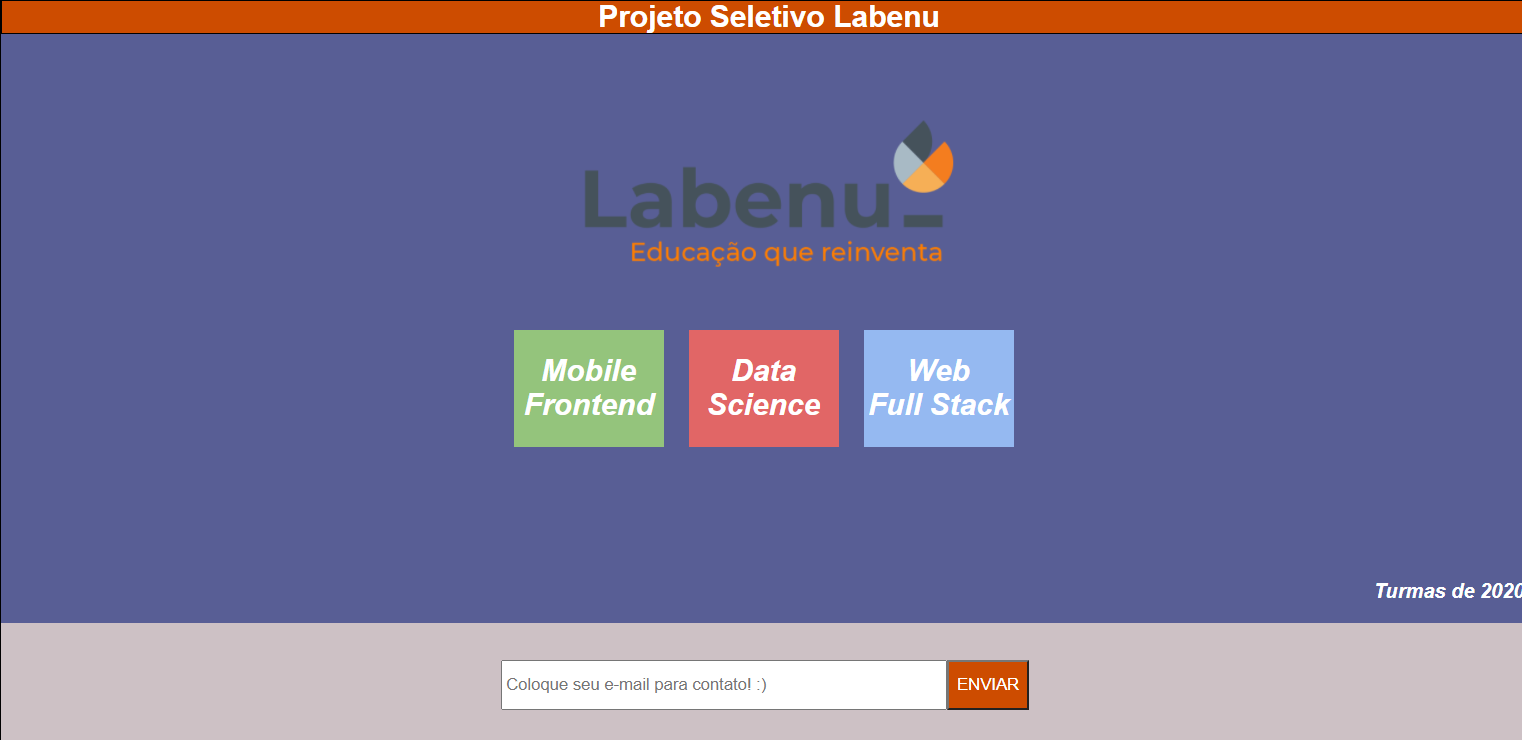 Projeto Seletivo Labenu
Labenu_
Educação que reinventa
Mobile
Frontend
Data
Science
Web
Full Stack
Turmas de 2020
Coloque seu e-mail para contato! :)
ENVIAR